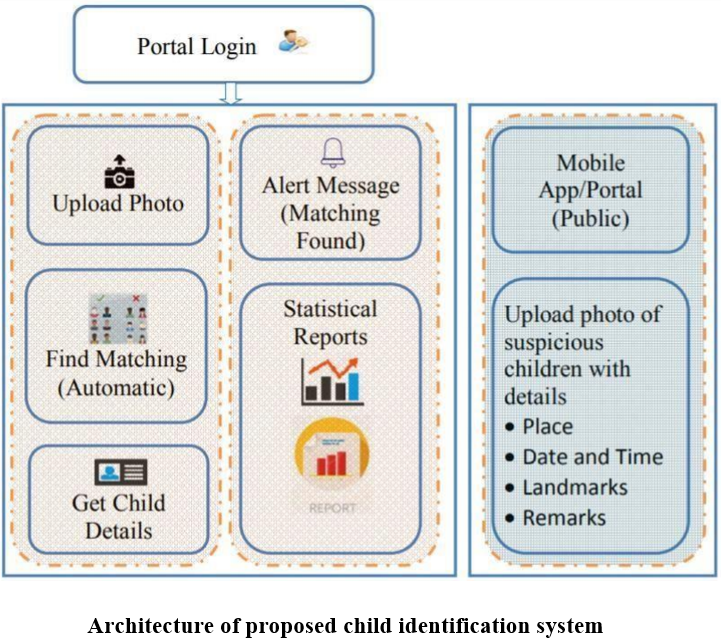 Portal Login
Upload Photo
Find Matching
(Automatic)
Get Child
Details
Alert Message
(Matching
Found)
Statistical
Reports
REPORT
Mobile
App/Portal
(Public)
Upload photo of
suspicious
children with
details
• Place
• Date and Time
• Landmarks
• Remarks
Architecture of proposed child identification system